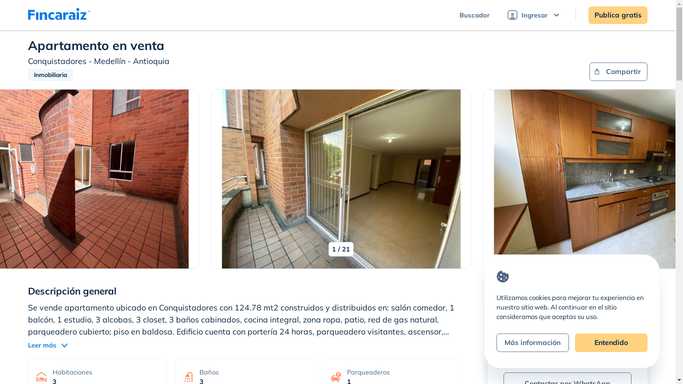 Fincaraiz
Buscador
Ingresar
Publica gratis
Apartamento en venta
Conquistadores - Medellín - Antioquia
Inmobiliaria
Compartir
1 / 21
Descripción general
Se vende apartamento ubicado en Conquistadores con 124.78 mt2 construidos y distribuidos en: salón comedor, 1
balcón, 1 estudio, 3 alcobas, 3 closet, 3 baños cabinados, cocina integral, zona ropa, patio, red de gas natural,
parqueadero cubierto; piso en baldosa. Edificio cuenta con portería 24 horas, parqueadero visitantes, ascensor,...
Leer más
Habitaciones
3
Baños
3
Parqueaderos
1
Utilizamos cookies para mejorar tu experiencia en
nuestro sitio web. Al continuar en el sitio
consideramos que aceptas su uso.
Más información
Entendido
Contactar por WhatsApp